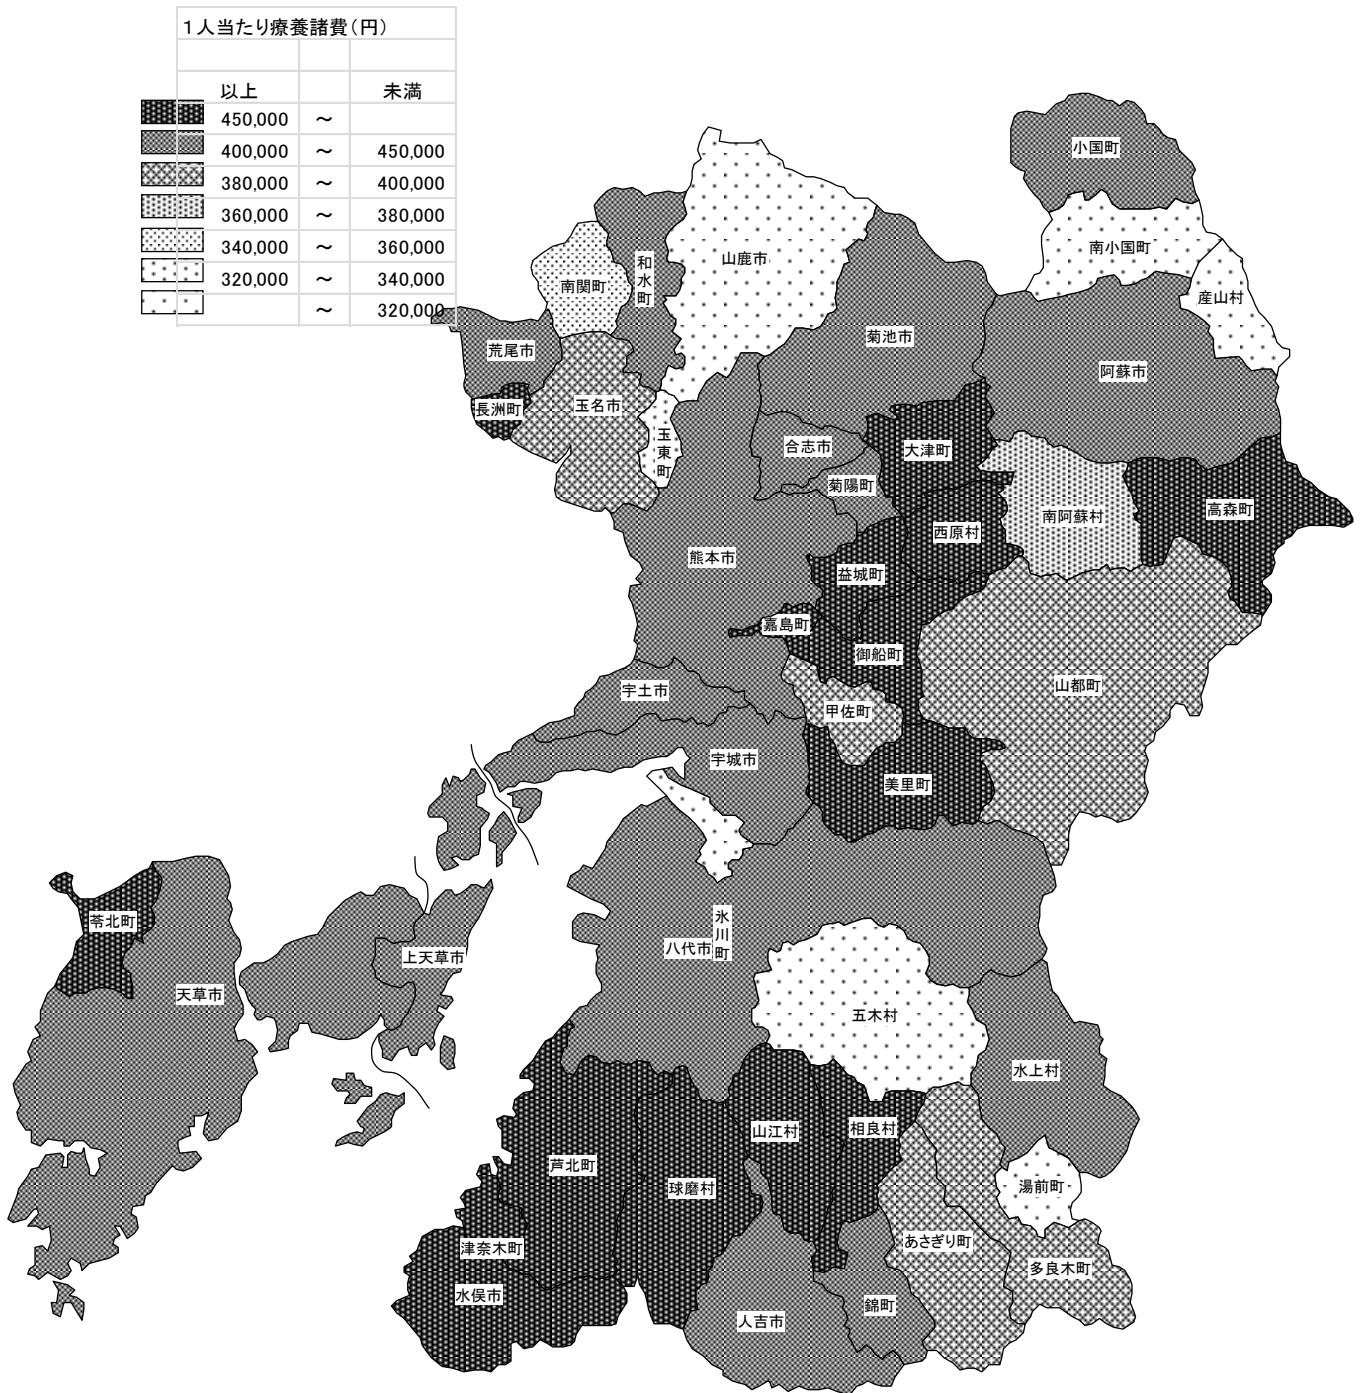 1人当たり療養諸費(円)
以上 未満
450,000 ～
400,000 ～ 450,000
380,000 ～ 400,000
360,000 ～ 380,000
340,000 ～ 360,000
320,000 ～ 340,000
～ 320,000
小国町
南小国町
産山村
山鹿市
和水町
南関町
菊池市
阿蘇市
荒尾市
長洲町
玉名市
玉東町
合志市
大津町
菊陽町
南阿蘇村
高森町
西原村
熊本市
益城町
嘉島町
御船町
山都町
宇土市
甲佐町
宇城市
美里町
苓北町
氷川町
八代市
上天草市
天草市
五木村
水上村
山江村
相良村
芦北町
球磨村
湯前町
あさぎり町
津奈木町
多良木町
水俣市
錦町
人吉市